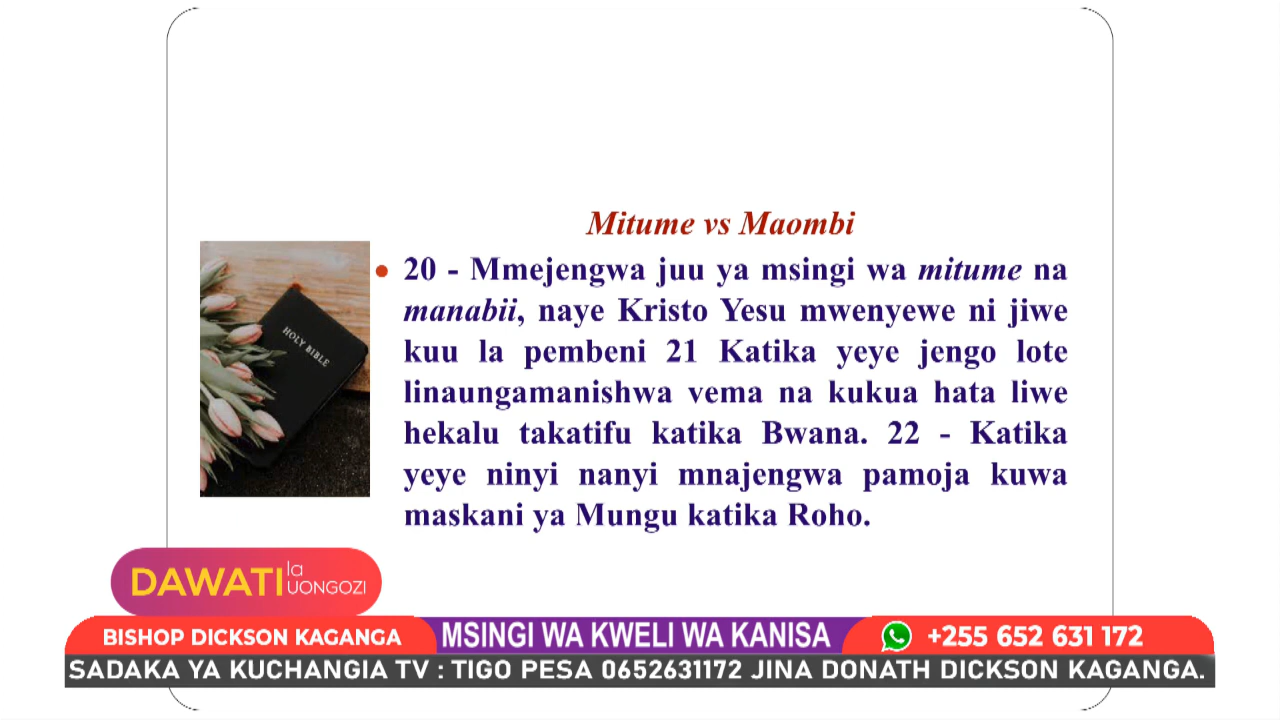 Mitume vs Maombi
• 20 - Mmejengwa juu ya msingi wa mitume na
manabii, naye Kristo Yesu mwenyewe ni jiwe
kuu la pembeni 21 Katika yeye jengo lote
linaungamanishwa vema na kukua hata liwe
hekalu takatifu katika Bwana. 22 - Katika
yeye ninyi nanyi mnajengwa pamoja kuwa
maskani ya Mungu katika Roho.
HOLY BIBLE
DAWATI la UONGOZI
BISHOP DICKSON KAGANGA
MSINGI WA KWELI WA KANISA
+255 652 631 172
SADAKA YA KUCHANGIA TV : TIGO PESA 0652631172 JINA DONATH DICKSON KAGANGA.